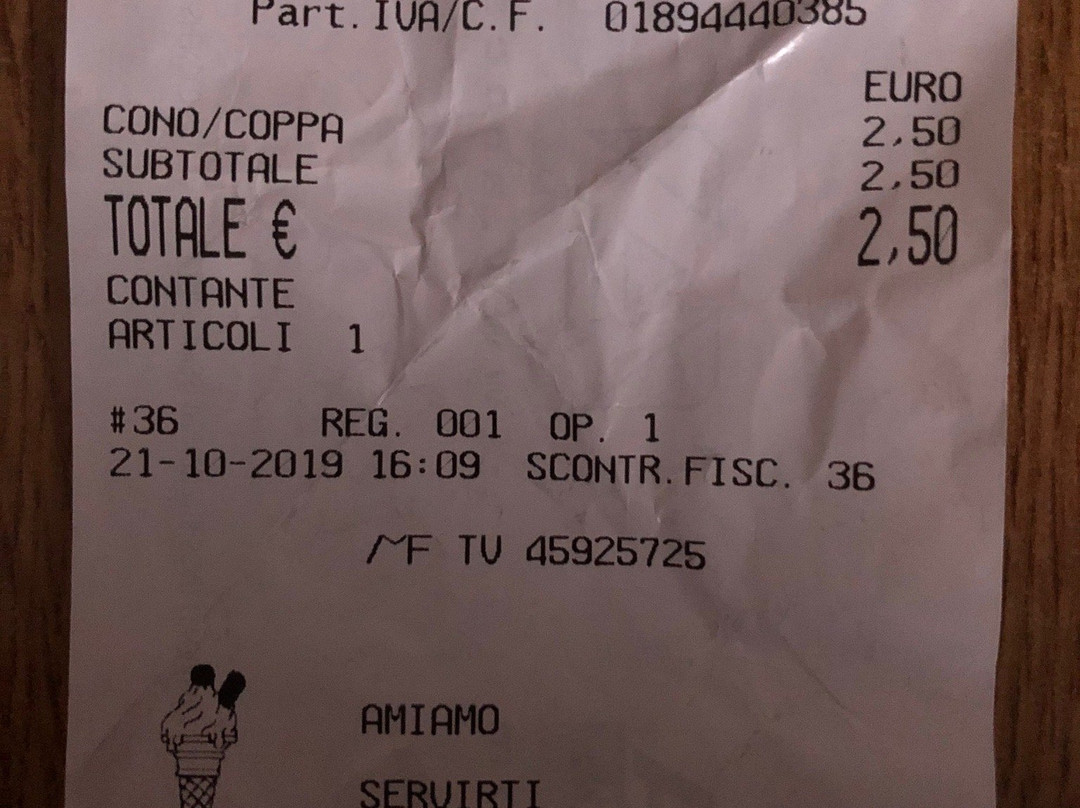 Part.IVA/C.F. 01894440385
EURO
CONO/COPPA 2,50
SUBTOTALE 2,50
TOTALE € 2,50
CONTANTE
ARTICOLI 1
#36 REG. 001 OP. 1
21-10-2019 16:09 SCONTR.FISC. 36
MF TV 45925725
AMIAMO
SERVIRTI